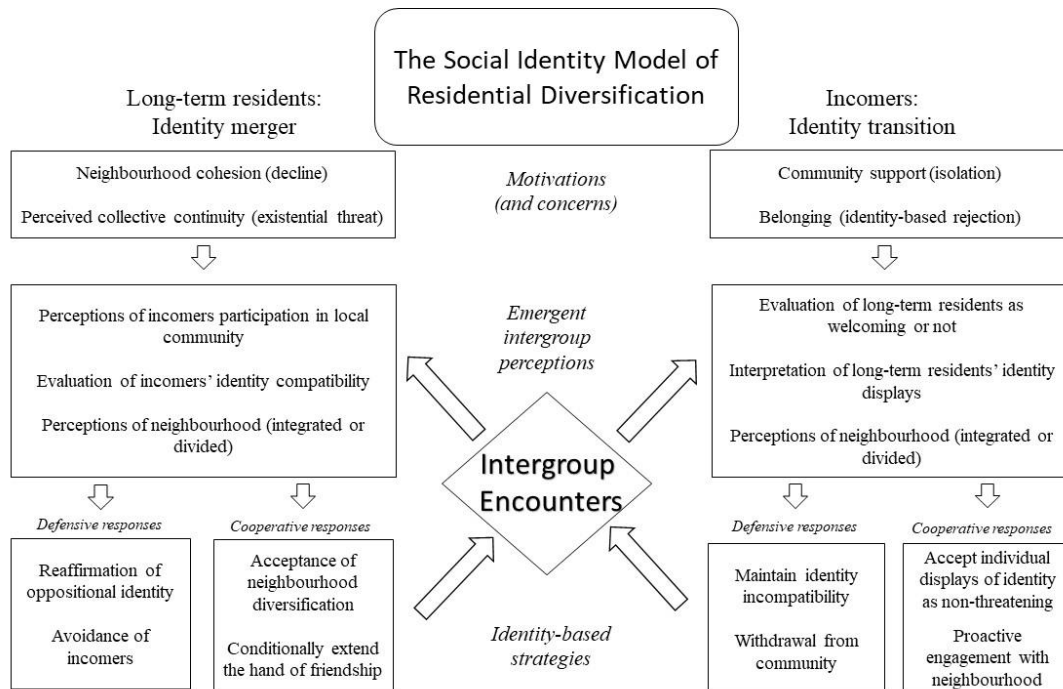 The Social Identity Model of
Residential Diversification
Long-term residents:
Identity merger
Incomers:
Identity transition
Neighbourhood cohesion (decline)
Perceived collective continuity (existential threat)
Motivations
(and concerns)
Community support (isolation)
Belonging (identity-based rejection)
Perceptions of incomers participation in local
community
Evaluation of incomers' identity compatibility
Perceptions of neighbourhood (integrated or
divided)
Emergent
intergroup
perceptions
Evaluation of long-term residents as
welcoming or not
Interpretation of long-term residents' identity
displays
Perceptions of neighbourhood (integrated or
divided)
Intergroup
Encounters
Defensive responses
Reaffirmation of
oppositional identity
Avoidance of
incomers
Cooperative responses
Acceptance of
neighbourhood
diversification
Conditionally extend
the hand of friendship
Identity-based
strategies
Defensive responses
Maintain identity
incompatibility
Withdrawal from
community
Cooperative responses
Accept individual
displays of identity
as non-threatening
Proactive
engagement with
neighbourhood